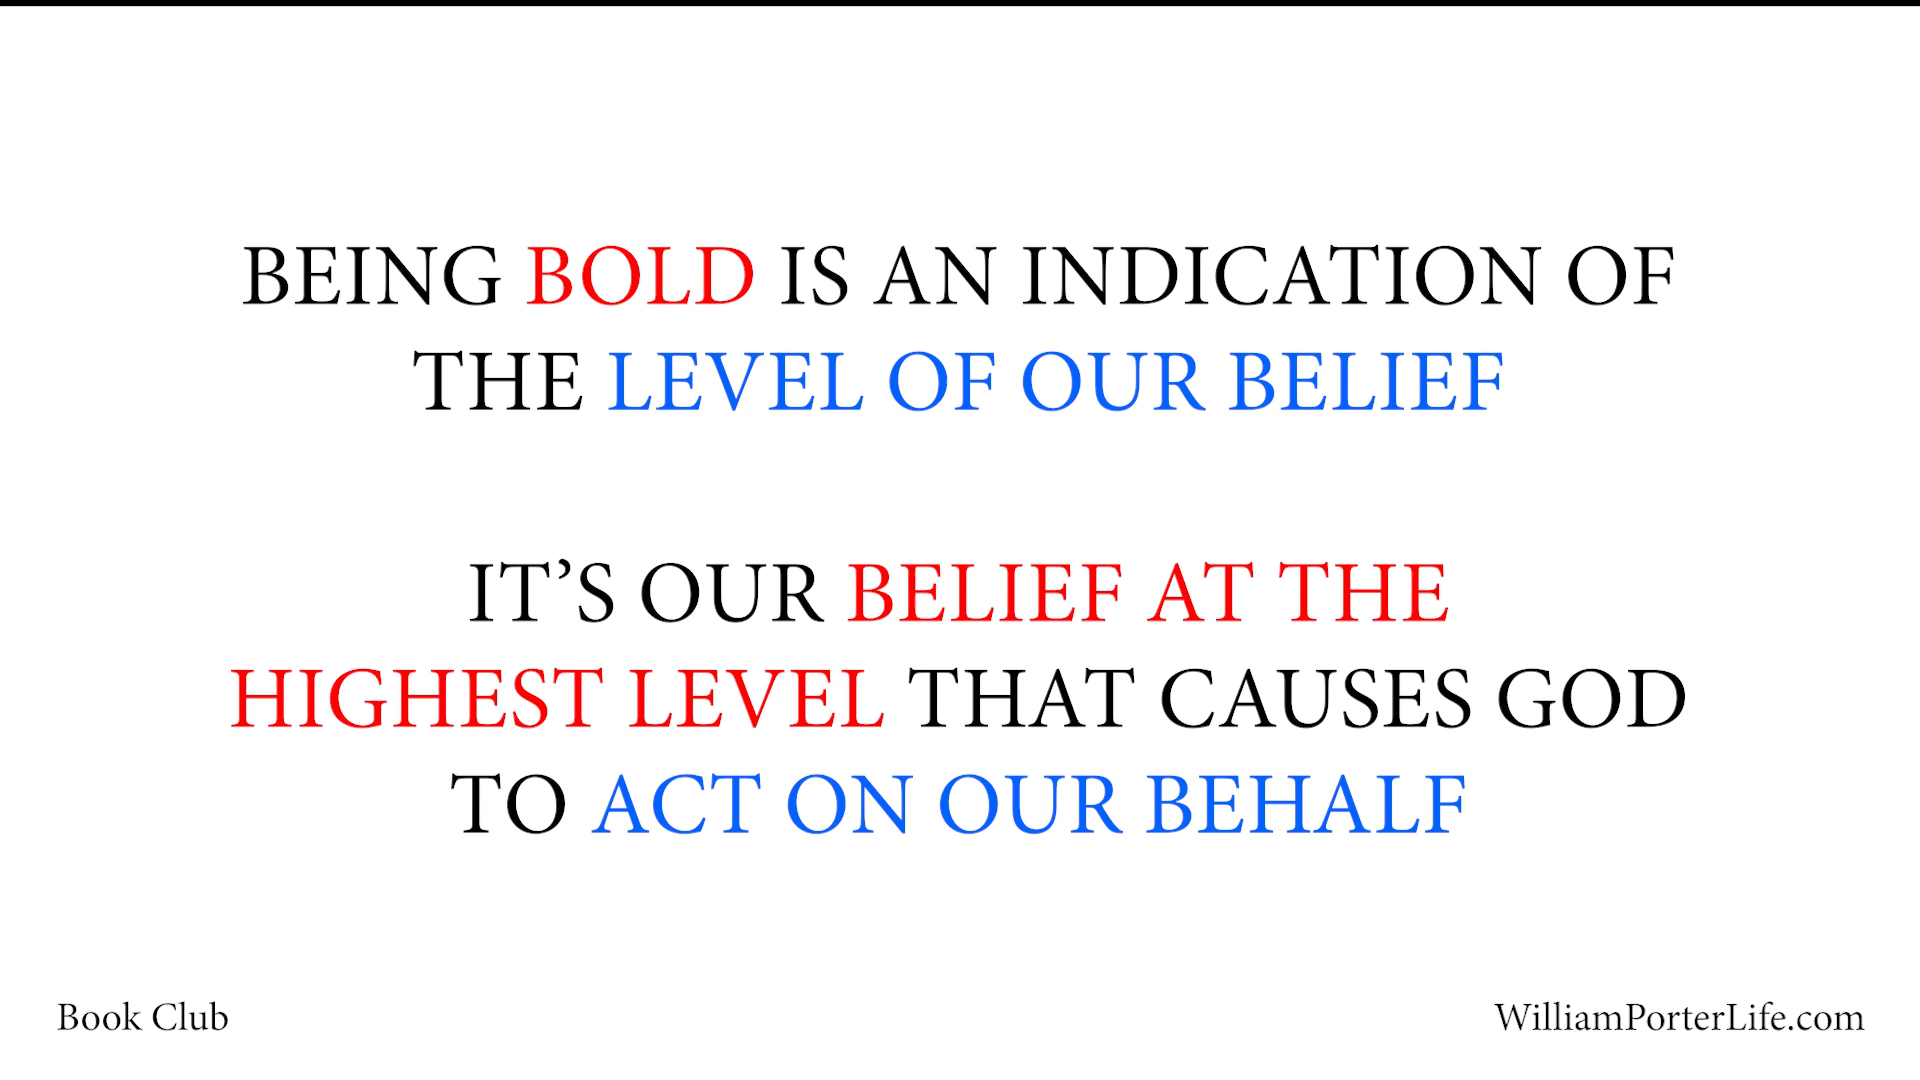 BEING BOLD IS AN INDICATION OF
THE LEVEL OF OUR BELIEF
IT’S OUR BELIEF AT THE
HIGHEST LEVEL THAT CAUSES GOD
TO ACT ON OUR BEHALF
Book Club
WilliamPorterLife.com